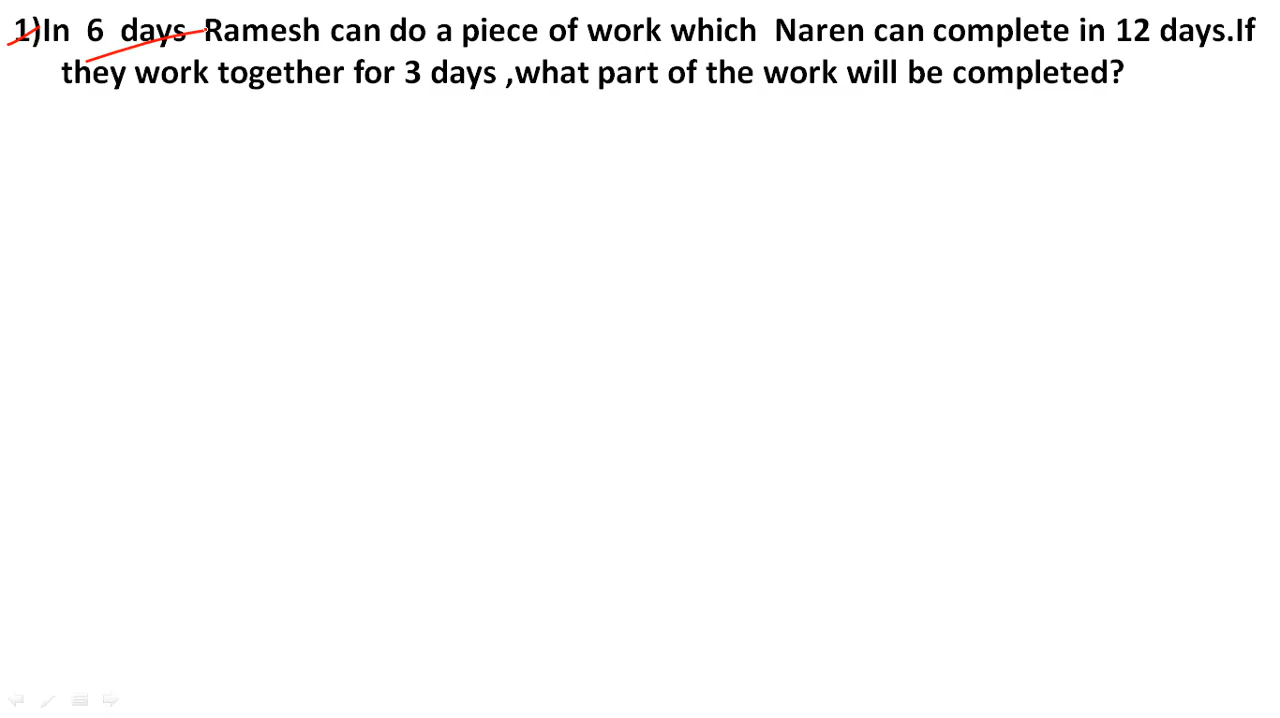 1)In 6 days Ramesh can do a piece of work which Naren can complete in 12 days.If
they work together for 3 days ,what part of the work will be completed?